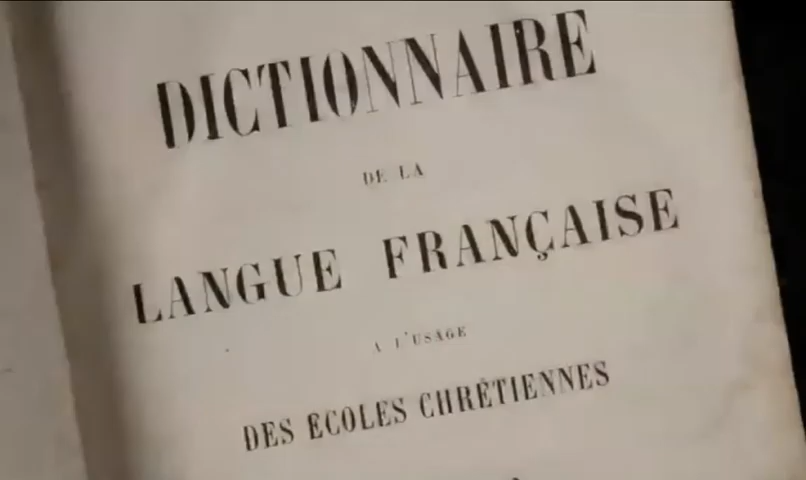 DICTIONNAIRE
DE LA
LANGUE FRANÇAISE
A L'USAGE
DES ECOLES CHRÉTIENNES